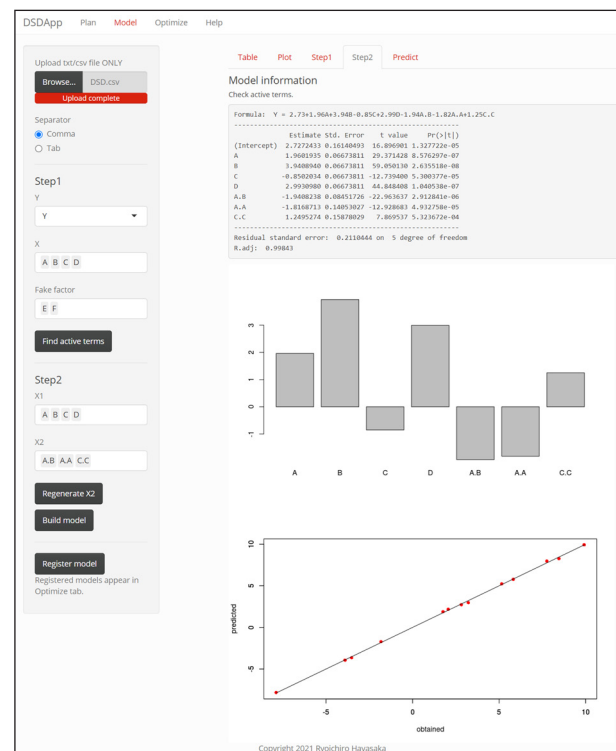 DSDApp Plan Model Optimize Help
Upload txt/csv file ONLY
Browse... DSD.csv
Upload complete
Separator
Comma
Tab
Step1
Y
Y
X
A B C D
Fake factor
E F
Find active terms
Step2
X1
A B C D
X2
A.B A.A C.C
Regenerate X2
Build model
Register model
Registered models appear in
Optimize tab.
Table Plot Step1 Step2 Predict
Model information
Check active terms.
Formula: Y = 2.73+1.96A+3.94B-0.85C+2.99D-1.94A.B-1.82A.A+1.25C.C
--------------------------------------------------------
Estimate Std. Error t value Pr(>|t|)
(Intercept) 2.7272433 0.16140493 16.896901 1.327722e-05
A 1.9601935 0.06673811 29.371428 8.576297e-07
B 3.9408940 0.06673811 59.050130 2.635518e-08
C -0.8502034 0.06673811 -12.739400 5.300377e-05
D 2.9930980 0.06673811 44.848408 1.040538e-07
A.B -1.9408238 0.08451726 -22.963637 2.912841e-06
A.A -1.8168713 0.14053027 -12.928683 4.932758e-05
C.C 1.2495274 0.15878029 7.869537 5.323672e-04
--------------------------------------------------------
Residual standard error: 0.2110444 on 5 degree of freedom
R.adj: 0.99843
3
2
1
0
-1
A B C D A.B A.A C.C
10
5
0
-5
predicted
-5 0 5 10
obtained
Copyright 2021 Ryoichiro Hayasaka